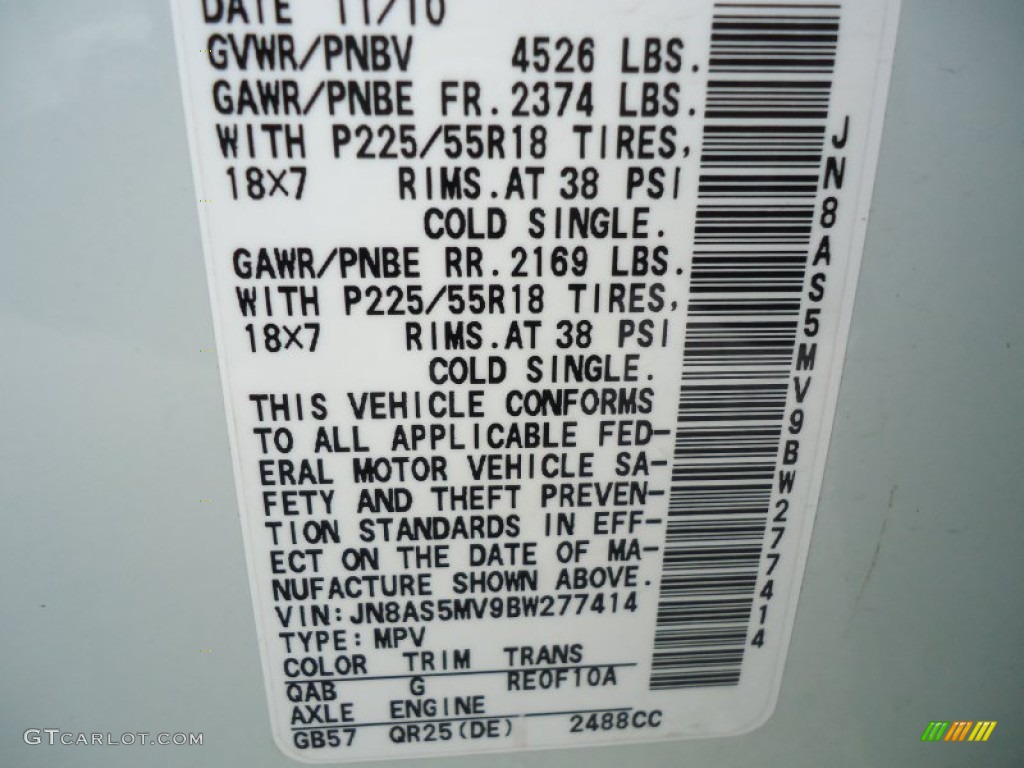 DATE 11/10
GVWR/PNBV 4526 LBS.
GAWR/PNBE FR. 2374 LBS.
WITH P225/55R18 TIRES,
18X7 RIMS. AT 38 PSI
COLD SINGLE.
GAWR/PNBE RR. 2169 LBS.
WITH P225/55R18 TIRES,
18X7 RIMS. AT 38 PSI
COLD SINGLE.
THIS VEHICLE CONFORMS
TO ALL APPLICABLE FED-
ERAL MOTOR VEHICLE SA-
FETY AND THEFT PREVEN-
TION STANDARDS IN EFF-
ECT ON THE DATE OF MA-
NUFACTURE SHOWN ABOVE.
VIN: JN8AS5MV9BW277414
TYPE: MPV
COLOR TRIM TRANS
QAB G RE0F10A
AXLE ENGINE
GB57 QR25(DE) 2488CC
JN8AS5MV9BW277414
GTCARLOT.COM